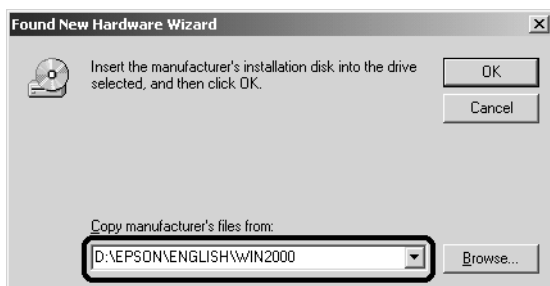 Found New Hardware Wizard
Insert the manufacturer's installation disk into the drive
selected, and then click OK.
OK
Cancel
Copy manufacturer's files from:
D:\EPSON\ENGLISH\WIN2000
Browse...